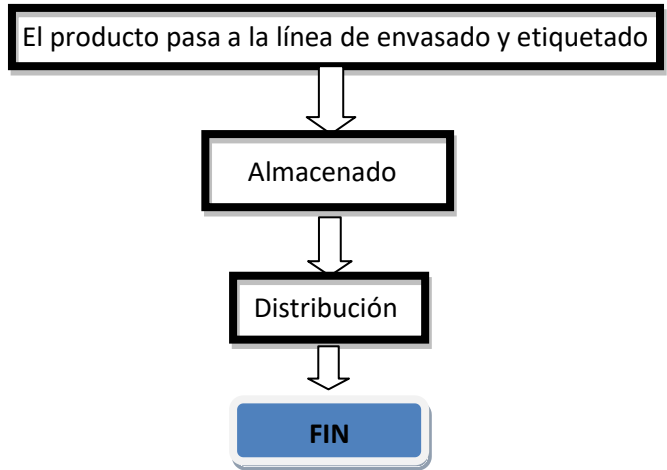 El producto pasa a la línea de envasado y etiquetado
Almacenado
Distribución
FIN